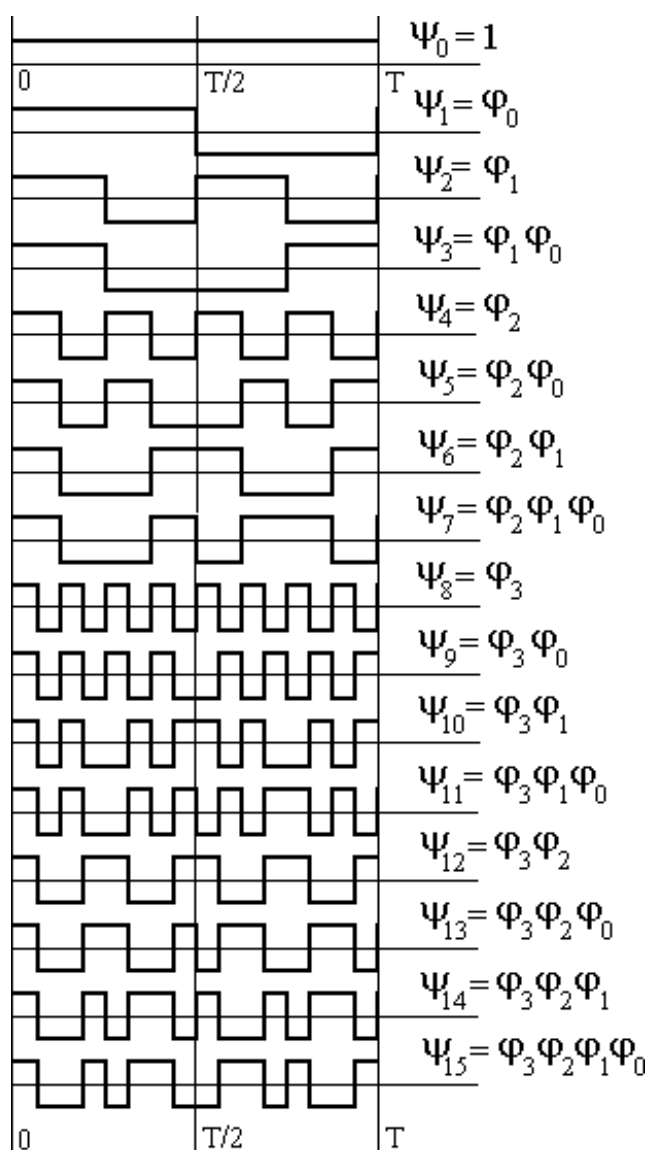 Ψ₀ = 1
0 T/2 T
Ψ₁ = φ₀
Ψ₂ = φ₁
Ψ₃ = φ₁ φ₀
Ψ₄ = φ₂
Ψ₅ = φ₂ φ₀
Ψ₆ = φ₂ φ₁
Ψ₇ = φ₂ φ₁ φ₀
Ψ₈ = φ₃
Ψ₉ = φ₃ φ₀
Ψ₁₀ = φ₃ φ₁
Ψ₁₁ = φ₃ φ₁ φ₀
Ψ₁₂ = φ₃ φ₂
Ψ₁₃ = φ₃ φ₂ φ₀
Ψ₁₄ = φ₃ φ₂ φ₁
Ψ₁₅ = φ₃ φ₂ φ₁ φ₀
0 T/2 T